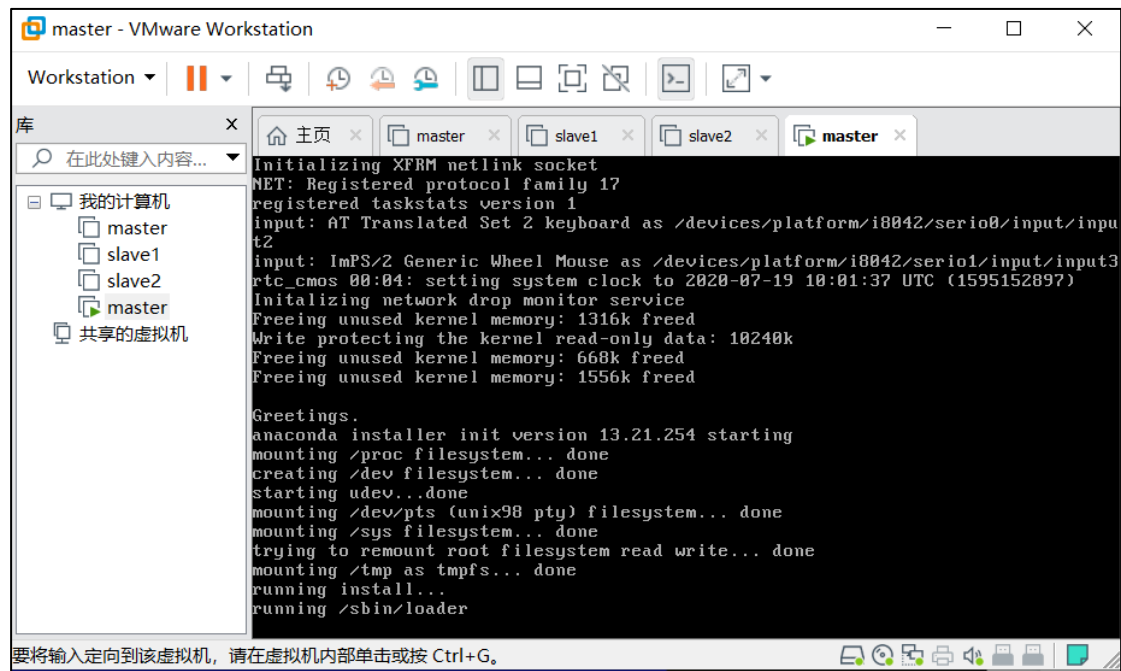 master - VMware Workstation
Workstation
库
在此处键入内容...
我的计算机
master
slave1
slave2
master
共享的虚拟机
主页
master
slave1
slave2
master
Initializing XFRM netlink socket
NET: Registered protocol family 17
registered taskstats version 1
input: AT Translated Set 2 keyboard as /devices/platform/i8042/serio0/input/inpu
t2
input: ImPS/2 Generic Wheel Mouse as /devices/platform/i8042/serio1/input/input3
rtc_cmos 00:04: setting system clock to 2020-07-19 10:01:37 UTC (1595152897)
Initalizing network drop monitor service
Freeing unused kernel memory: 1316k freed
Write protecting the kernel read-only data: 10240k
Freeing unused kernel memory: 668k freed
Freeing unused kernel memory: 1556k freed
Greetings.
anaconda installer init version 13.21.254 starting
mounting /proc filesystem... done
creating /dev filesystem... done
starting udev...done
mounting /dev/pts (unix98 pty) filesystem... done
mounting /sys filesystem... done
trying to remount root filesystem read write... done
mounting /tmp as tmpfs... done
running install...
running /sbin/loader
要将输入定向到该虚拟机，请在虚拟机内部单击或按 Ctrl+G。